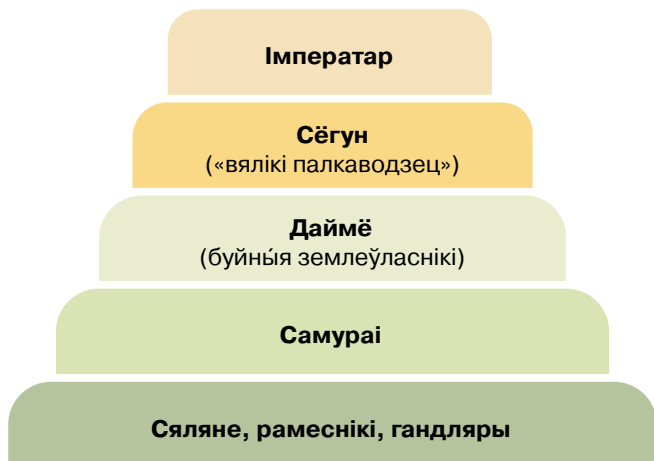 Імператар
Сёгун
(«вялікі палкаводзец»)
Даймё
(буйны́я землеўласнікі)
Самураі
Сяляне, рамеснікі, гандляры